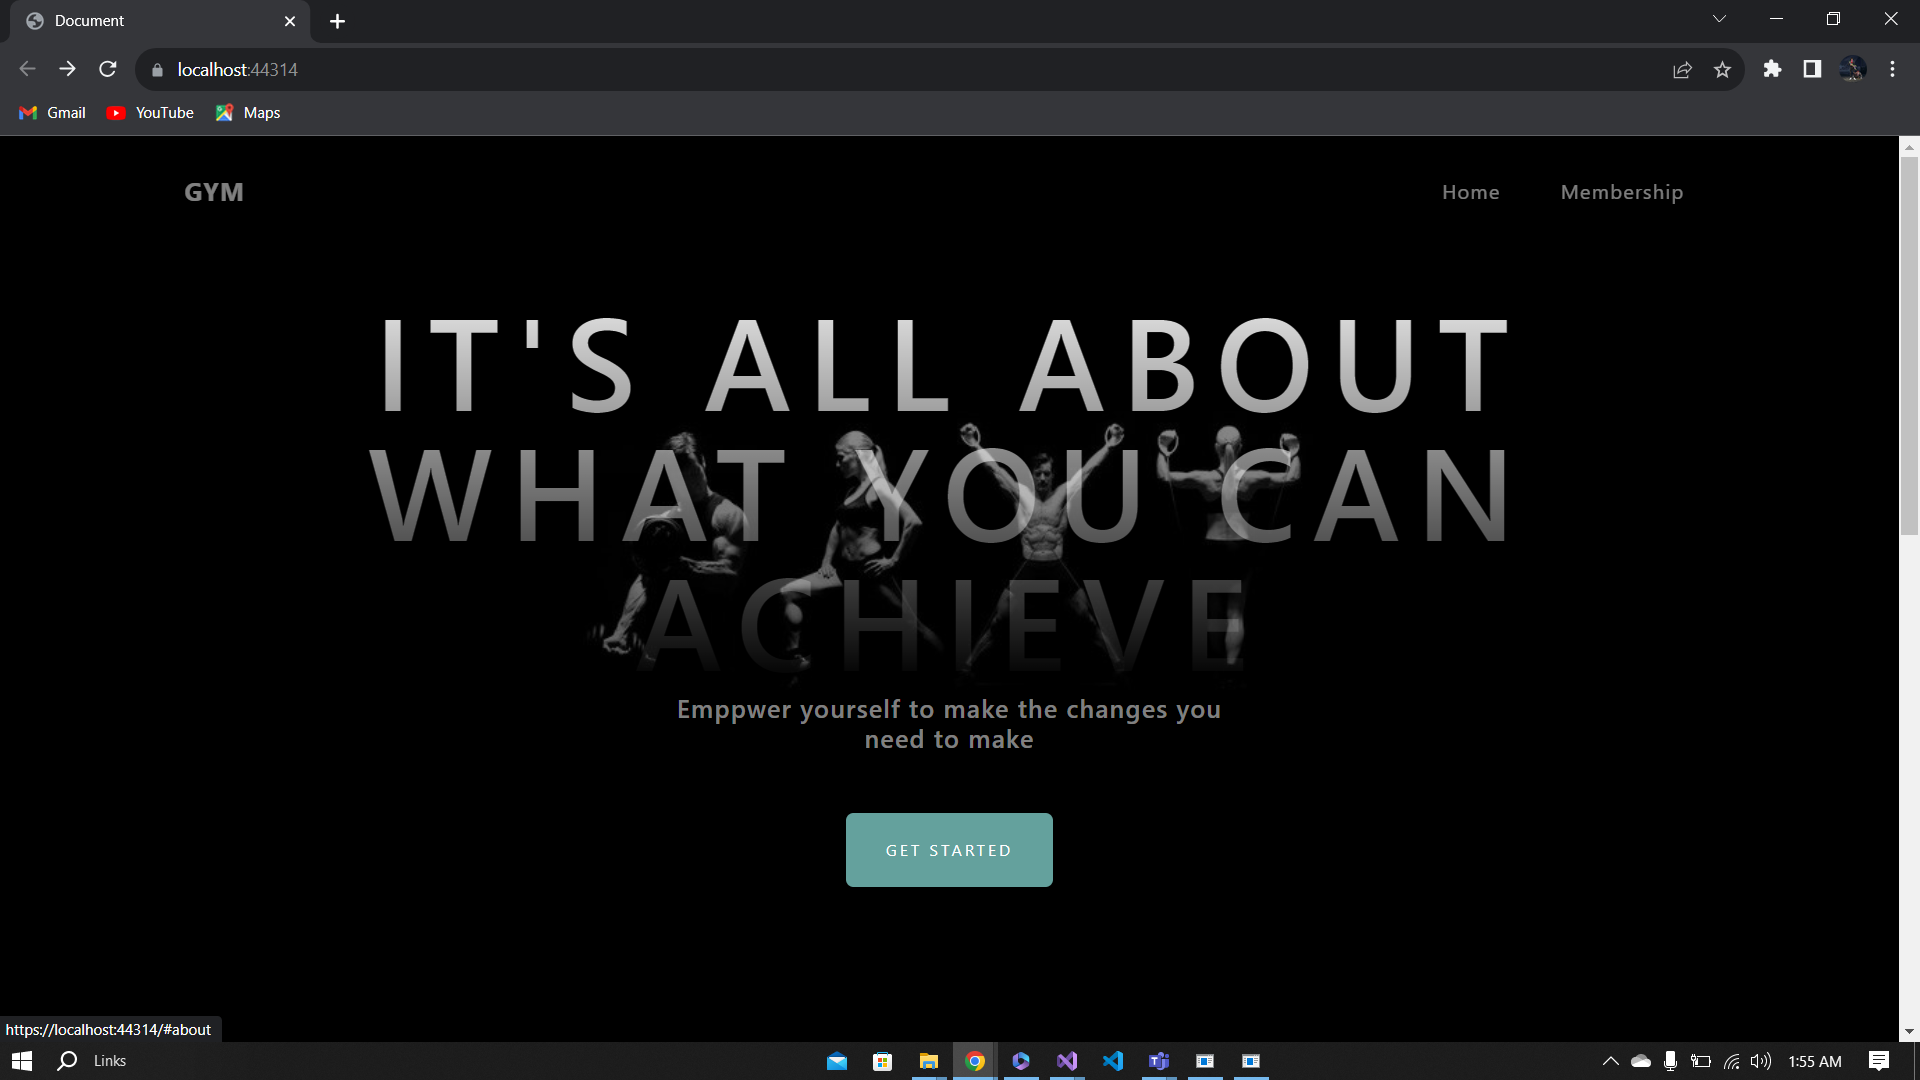 Document
localhost:44314
Gmail YouTube Maps
GYM Home Membership
IT'S ALL ABOUT
WHAT YOU CAN
ACHIEVE
Emppwer yourself to make the changes you
need to make
GET STARTED
https://localhost:44314/#about
Links 1:55 AM